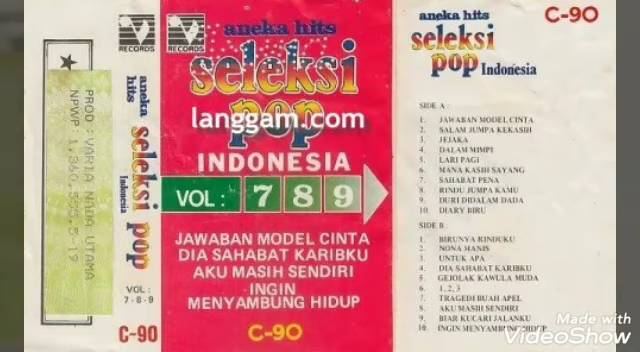 PROD : VARIA NADA UTAMA
NPWP : 1.360.555.5-19
V
RECORDS
aneka hits
seleksi pop
Indonesia
VOL :
7-8-9
C-90
V
RECORDS
aneka hits
seleksi
pop
langgam.com
INDONESIA
VOL : 7 8 9
JAWABAN MODEL CINTA
DIA SAHABAT KARIBKU
AKU MASIH SENDIRI
INGIN
MENYAMBUNG HIDUP
C-90
aneka hits
C-90
seleksi
pop Indonesia
SIDE A :
1. JAWABAN MODEL CINTA
2. SALAM JUMPA KEKASIH
3. JEJAKA
4. DALAM MIMPI
5. LARI PAGI
6. MANA KASIH SAYANG
7. SAHABAT PENA
8. RINDU JUMPA KAMU
9. DURI DIDALAM DADA
10. DIARY BIRU
SIDE B :
1. BIRUNYA RINDUKU
2. NONA MANIS
3. UNTUK APA
4. DIA SAHABAT KARIBKU
5. GEJOLAK KAWULA MUDA
6. 1, 2, 3
7. TRAGEDI BUAH APEL
8. AKU MASIH SENDIRI
9. BIAR KUCARI JALANKU
10. INGIN MENYAMBUNG HIDUP
Made with
VideoShow